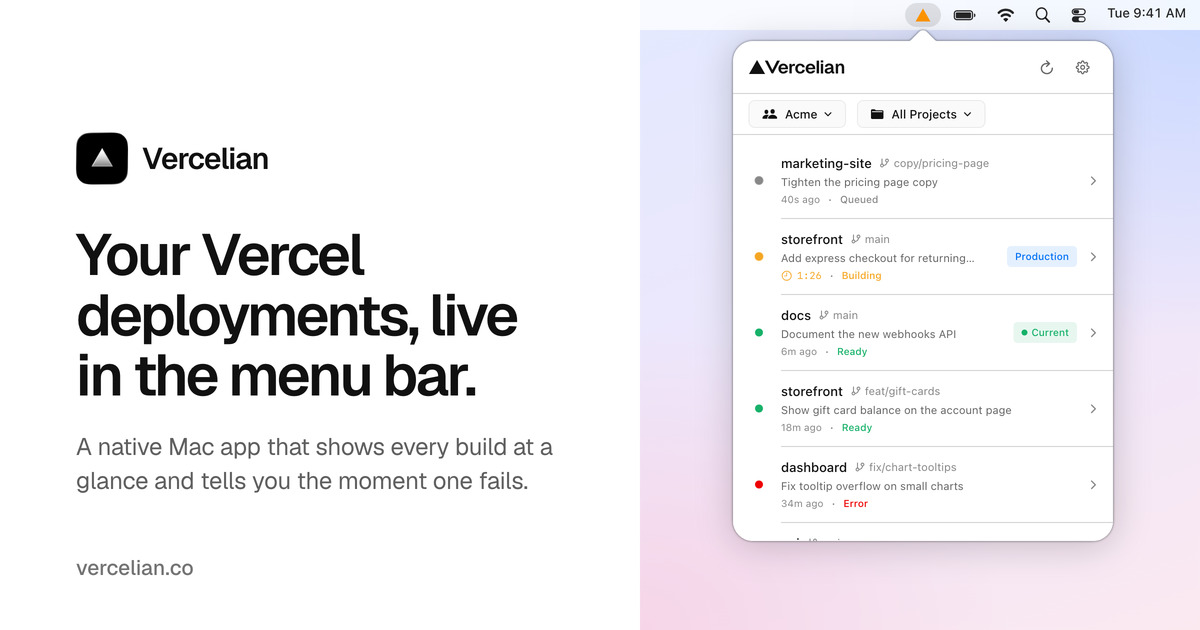 Vercelian
Your Vercel
deployments, live
in the menu bar.
A native Mac app that shows every build at a
glance and tells you the moment one fails.
vercelian.co
Tue 9:41 AM
Vercelian
Acme
All Projects
marketing-site copy/pricing-page
Tighten the pricing page copy
40s ago · Queued
storefront main
Add express checkout for returning...
Production
1:26 · Building
docs main
Document the new webhooks API
Current
6m ago · Ready
storefront feat/gift-cards
Show gift card balance on the account page
18m ago · Ready
dashboard fix/chart-tooltips
Fix tooltip overflow on small charts
34m ago · Error